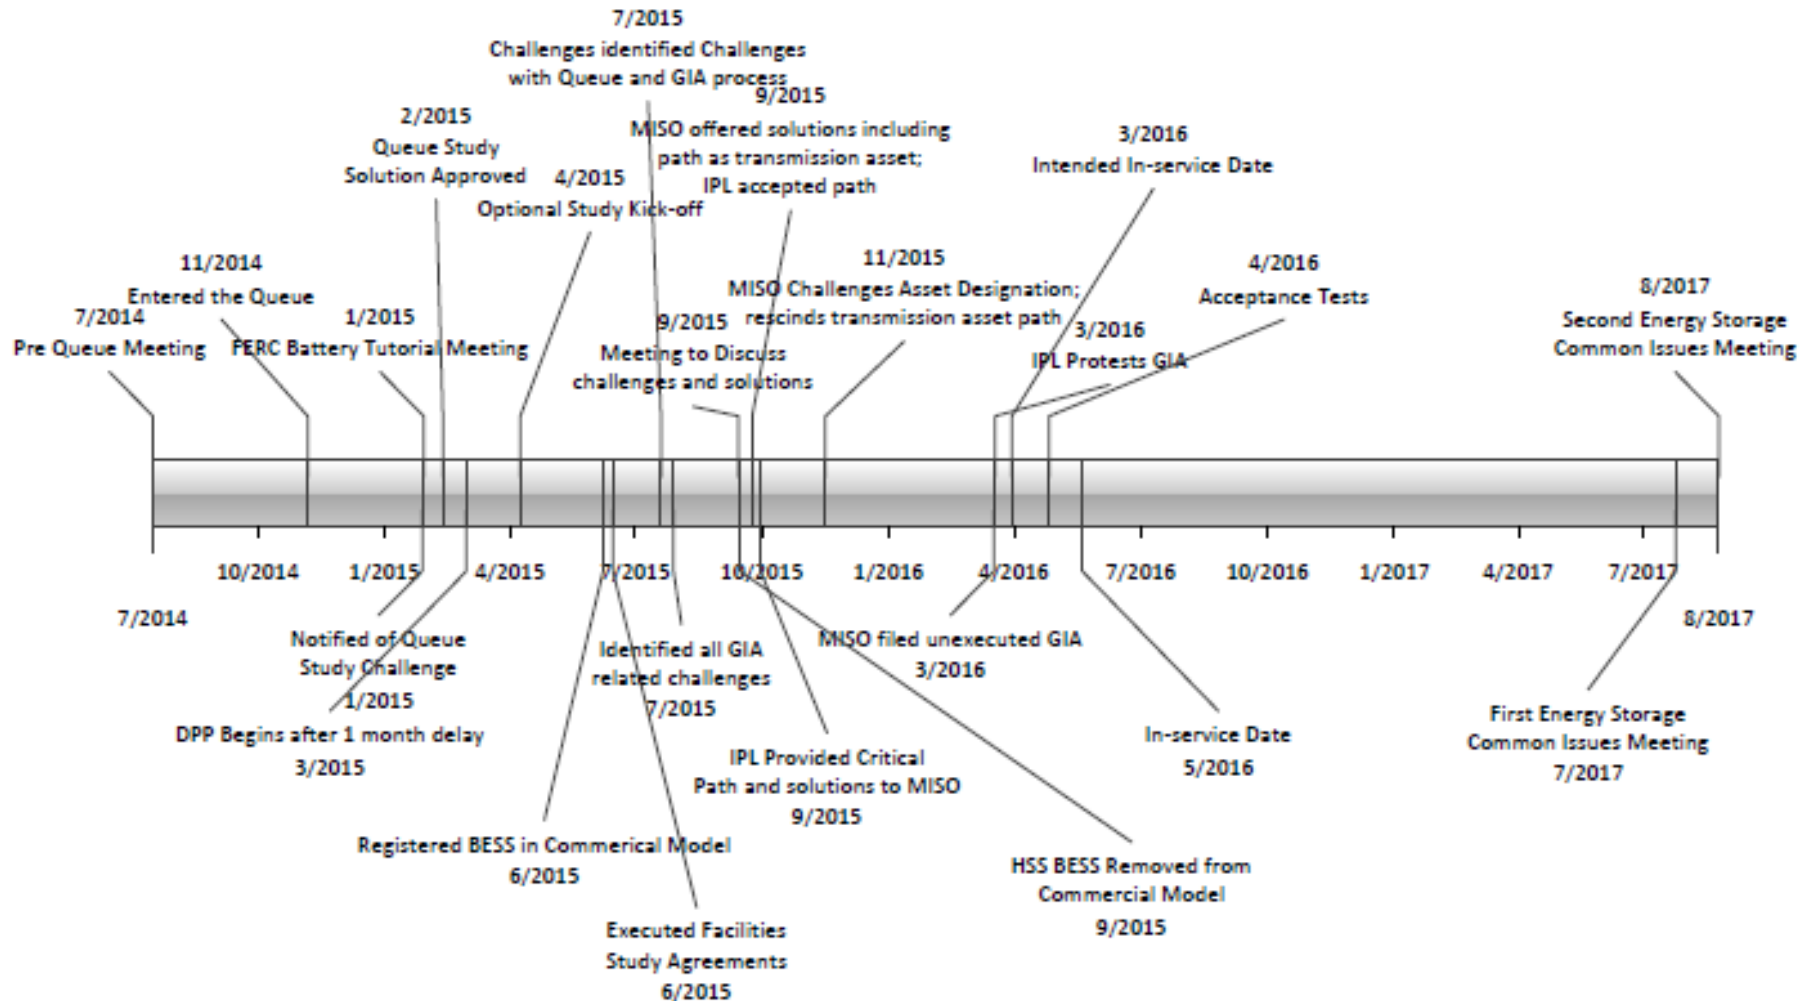 7/2015
Challenges identified Challenges
with Queue and GIA process
9/2015
MISO offered solutions including
path as transmission asset;
IPL accepted path
2/2015
Queue Study
Solution Approved
4/2015
Optional Study Kick-off
3/2016
Intended In-service Date
11/2014
Entered the Queue
7/2014
Pre Queue Meeting
1/2015
FERC Battery Tutorial Meeting
9/2015
Meeting to Discuss
challenges and solutions
11/2015
MISO Challenges Asset Designation;
rescinds transmission asset path
3/2016
IPL Protests GIA
4/2016
Acceptance Tests
8/2017
Second Energy Storage
Common Issues Meeting
10/2014
1/2015
4/2015
7/2015
10/2015
1/2016
4/2016
7/2016
10/2016
1/2017
4/2017
7/2017
7/2014
8/2017
Notified of Queue
Study Challenge
1/2015
DPP Begins after 1 month delay
3/2015
Identified all GIA
related challenges
7/2015
MISO filed unexecuted GIA
3/2016
IPL Provided Critical
Path and solutions to MISO
9/2015
In-service Date
5/2016
First Energy Storage
Common Issues Meeting
7/2017
Registered BESS in Commerical Model
6/2015
HSS BESS Removed from
Commercial Model
9/2015
Executed Facilities
Study Agreements
6/2015